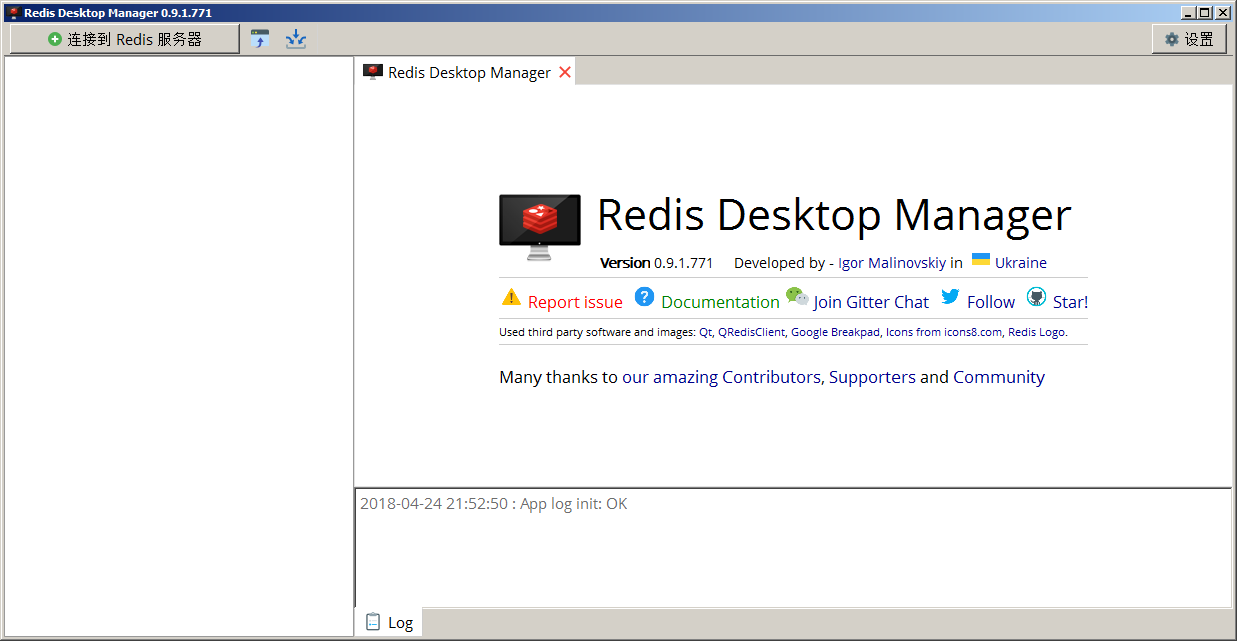 Redis Desktop Manager 0.9.1.771
连接到 Redis 服务器
设置
Redis Desktop Manager
Redis Desktop Manager
Version 0.9.1.771 Developed by - Igor Malinovskiy in Ukraine
Report issue Documentation Join Gitter Chat Follow Star!
Used third party software and images: Qt, QRedisClient, Google Breakpad, Icons from icons8.com, Redis Logo.
Many thanks to our amazing Contributors, Supporters and Community
2018-04-24 21:52:50 : App log init: OK
Log